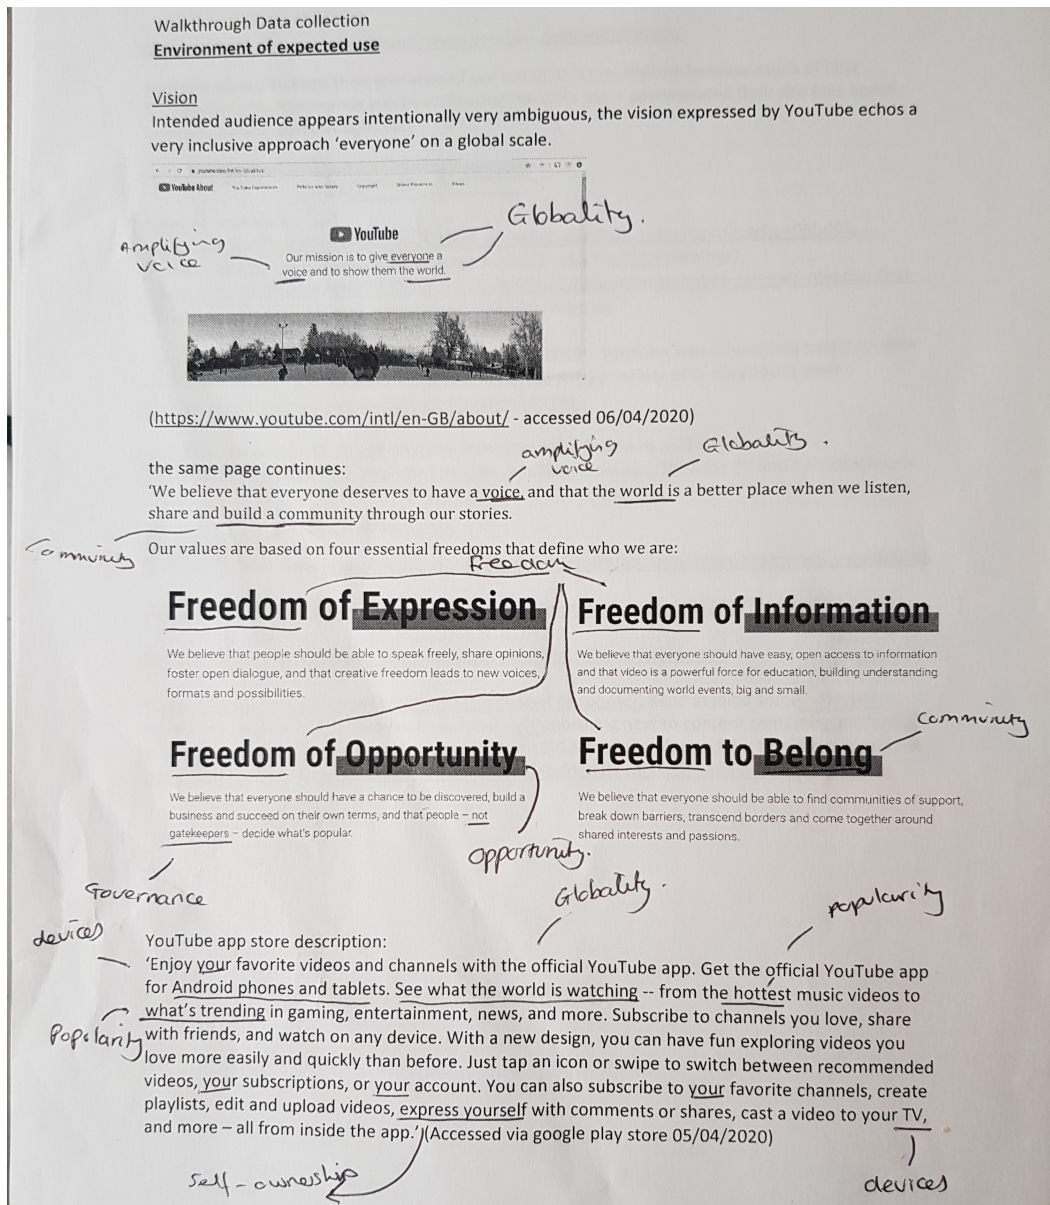 Walkthrough Data collection
Environment of expected use
Vision
Intended audience appears intentionally very ambiguous, the vision expressed by YouTube echos a
very inclusive approach 'everyone' on a global scale.
YouTube About
Globality.
Amplifying
voice
YouTube
Our mission is to give everyone a
voice and to show them the world.
(https://www.youtube.com/intl/en-GB/about/ - accessed 06/04/2020)
amplifying
voice
Globality.
the same page continues:
'We believe that everyone deserves to have a voice, and that the world is a better place when we listen,
share and build a community through our stories.
Community
Our values are based on four essential freedoms that define who we are:
Freedom
Freedom of Expression
We believe that people should be able to speak freely, share opinions,
foster open dialogue, and that creative freedom leads to new voices,
formats and possibilities.
Freedom of Information
We believe that everyone should have easy, open access to information
and that video is a powerful force for education, building understanding
and documenting world events, big and small.
Freedom of Opportunity
We believe that everyone should have a chance to be discovered, build a
business and succeed on their own terms, and that people – not
gatekeepers – decide what's popular.
Community
Freedom to Belong
We believe that everyone should be able to find communities of support,
break down barriers, transcend borders and come together around
shared interests and passions.
opportunity.
Governance
Globality.
popularity
devices
YouTube app store description:
'Enjoy your favorite videos and channels with the official YouTube app. Get the official YouTube app
for Android phones and tablets. See what the world is watching -- from the hottest music videos to
what's trending in gaming, entertainment, news, and more. Subscribe to channels you love, share
Popularity
with friends, and watch on any device. With a new design, you can have fun exploring videos you
love more easily and quickly than before. Just tap an icon or swipe to switch between recommended
videos, your subscriptions, or your account. You can also subscribe to your favorite channels, create
playlists, edit and upload videos, express yourself with comments or shares, cast a video to your TV,
and more – all from inside the app.' (Accessed via google play store 05/04/2020)
self-ownership
devices